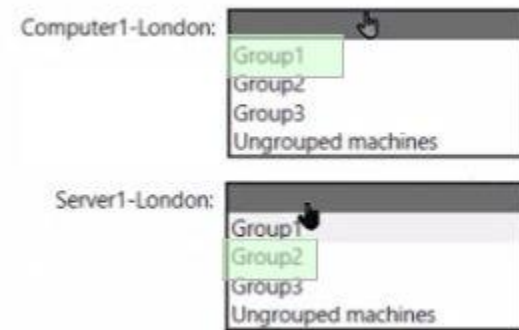 Computer1-London:
Group1
Group2
Group3
Ungrouped machines
Server1-London:
Group1
Group2
Group3
Ungrouped machines